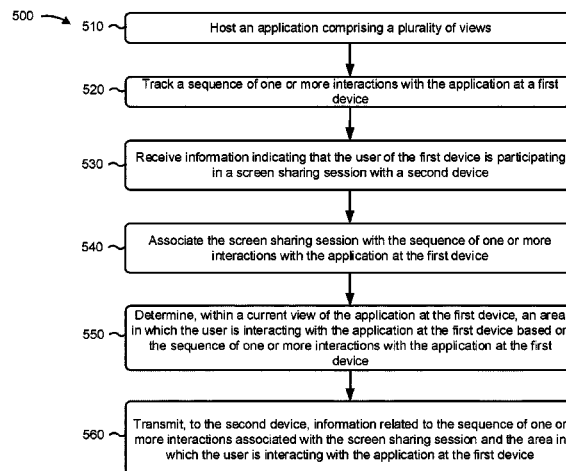 500
510
Host an application comprising a plurality of views
520
Track a sequence of one or more interactions with the application at a first
device
530
Receive information indicating that the user of the first device is participating
in a screen sharing session with a second device
540
Associate the screen sharing session with the sequence of one or more
interactions with the application at the first device
550
Determine, within a current view of the application at the first device, an area
in which the user is interacting with the application at the first device based on
the sequence of one or more interactions with the application at the first
device
560
Transmit, to the second device, information related to the sequence of one or
more interactions associated with the screen sharing session and the area in
which the user is interacting with the application at the first device